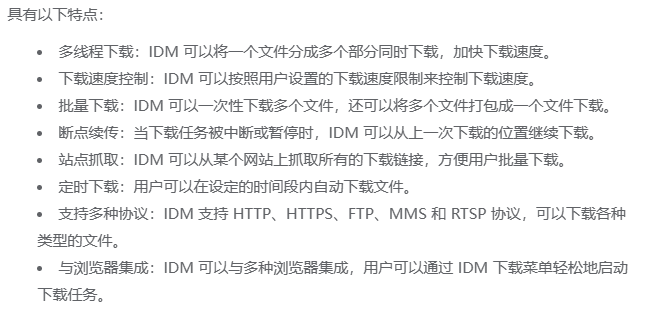 具有以下特点：
• 多线程下载：IDM 可以将一个文件分成多个部分同时下载，加快下载速度。
• 下载速度控制：IDM 可以按照用户设置的下载速度限制来控制下载速度。
• 批量下载：IDM 可以一次性下载多个文件，还可以将多个文件打包成一个文件下载。
• 断点续传：当下载任务被中断或暂停时，IDM 可以从上一次下载的位置继续下载。
• 站点抓取：IDM 可以从某个网站上抓取所有的下载链接，方便用户批量下载。
• 定时下载：用户可以在设定的时间段内自动下载文件。
• 支持多种协议：IDM 支持 HTTP、HTTPS、FTP、MMS 和 RTSP 协议，可以下载各种
类型的文件。
• 与浏览器集成：IDM 可以与多种浏览器集成，用户可以通过 IDM 下载菜单轻松地启动
下载任务。